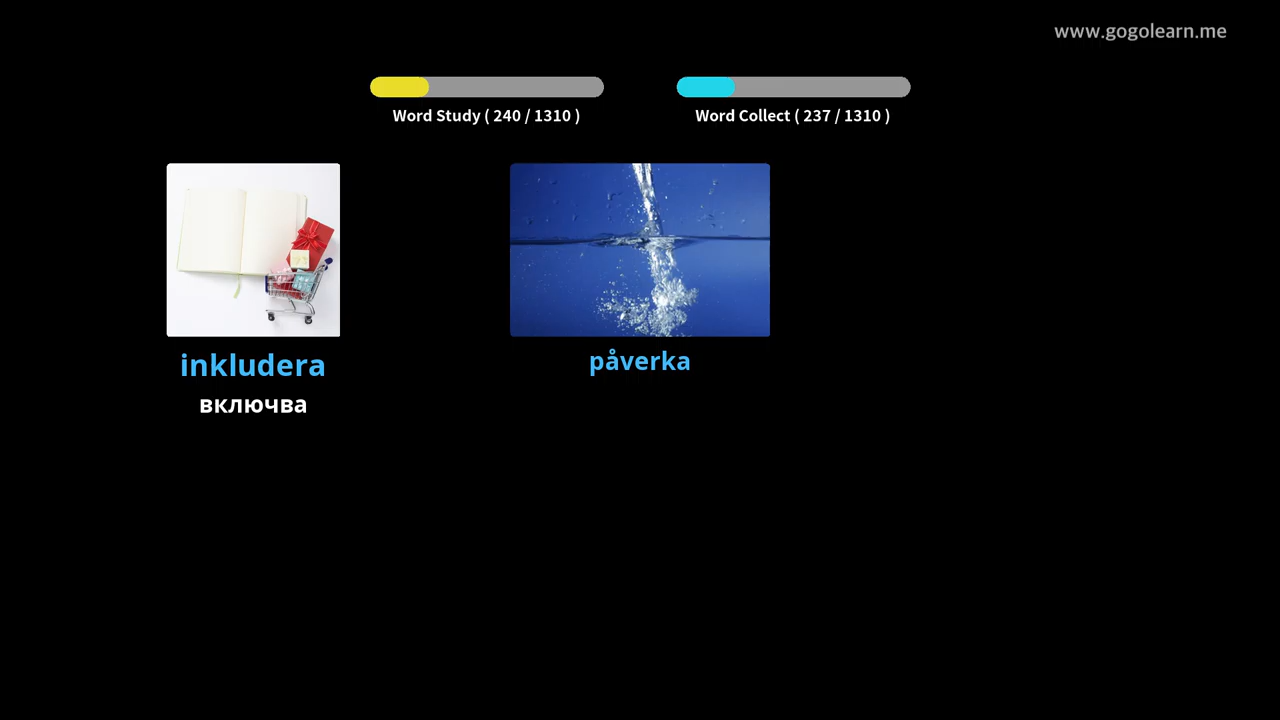 www.gogolearn.me
Word Study ( 240 / 1310 )
Word Collect ( 237 / 1310 )
inkludera
включва
påverka